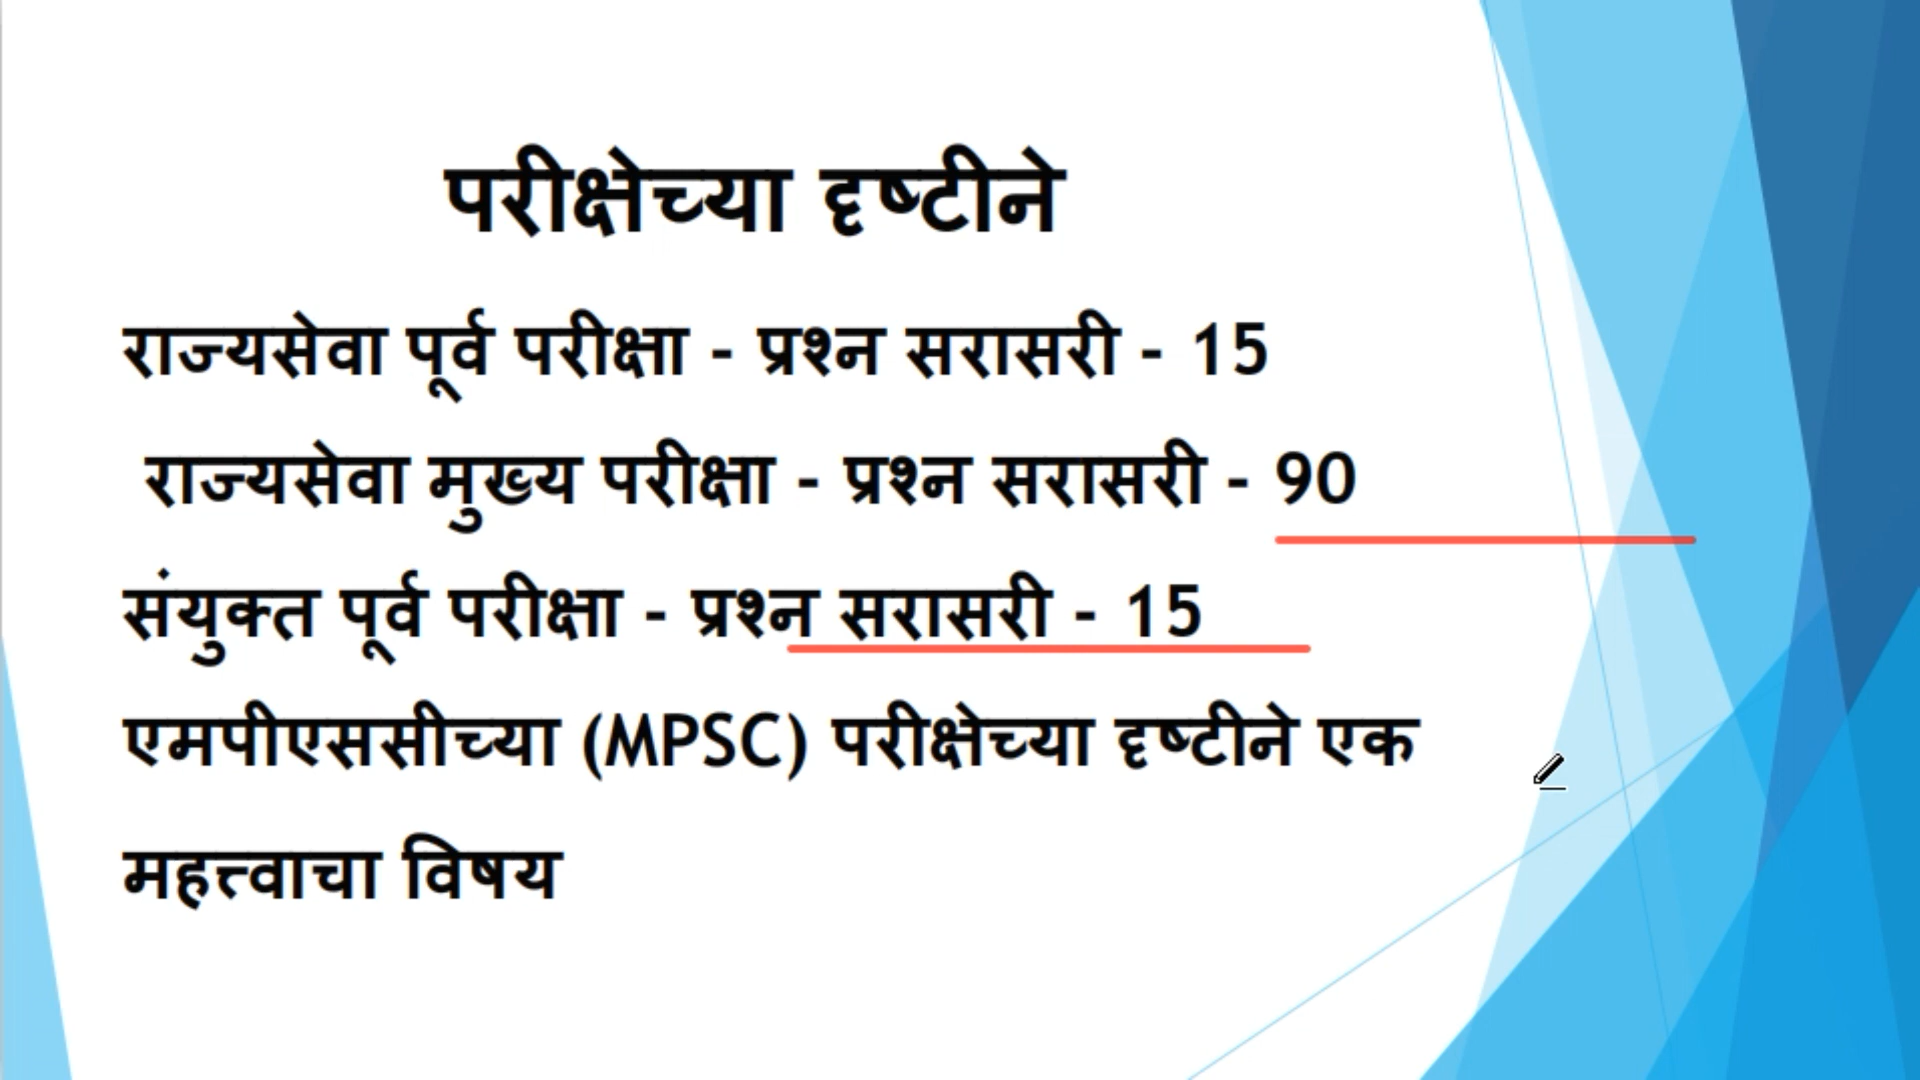 परीक्षेच्या दृष्टीने
राज्यसेवा पूर्व परीक्षा - प्रश्न सरासरी - 15
राज्यसेवा मुख्य परीक्षा - प्रश्न सरासरी - 90
संयुक्त पूर्व परीक्षा - प्रश्न सरासरी - 15
एमपीएससीच्या (MPSC) परीक्षेच्या दृष्टीने एक
महत्त्वाचा विषय